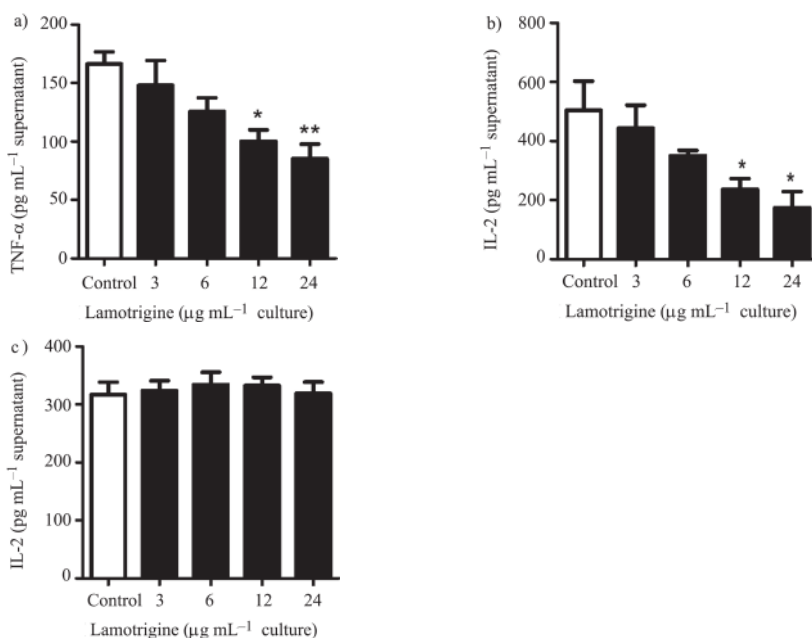 a)
TNF-α (pg mL⁻¹ supernatant)
200
150
100
50
0
*
**
Control 3 6 12 24
Lamotrigine (μg mL⁻¹ culture)
b)
IL-2 (pg mL⁻¹ supernatant)
800
600
400
200
0
*
*
Control 3 6 12 24
Lamotrigine (μg mL⁻¹ culture)
c)
IL-2 (pg mL⁻¹ supernatant)
400
300
200
100
0
Control 3 6 12 24
Lamotrigine (μg mL⁻¹ culture)